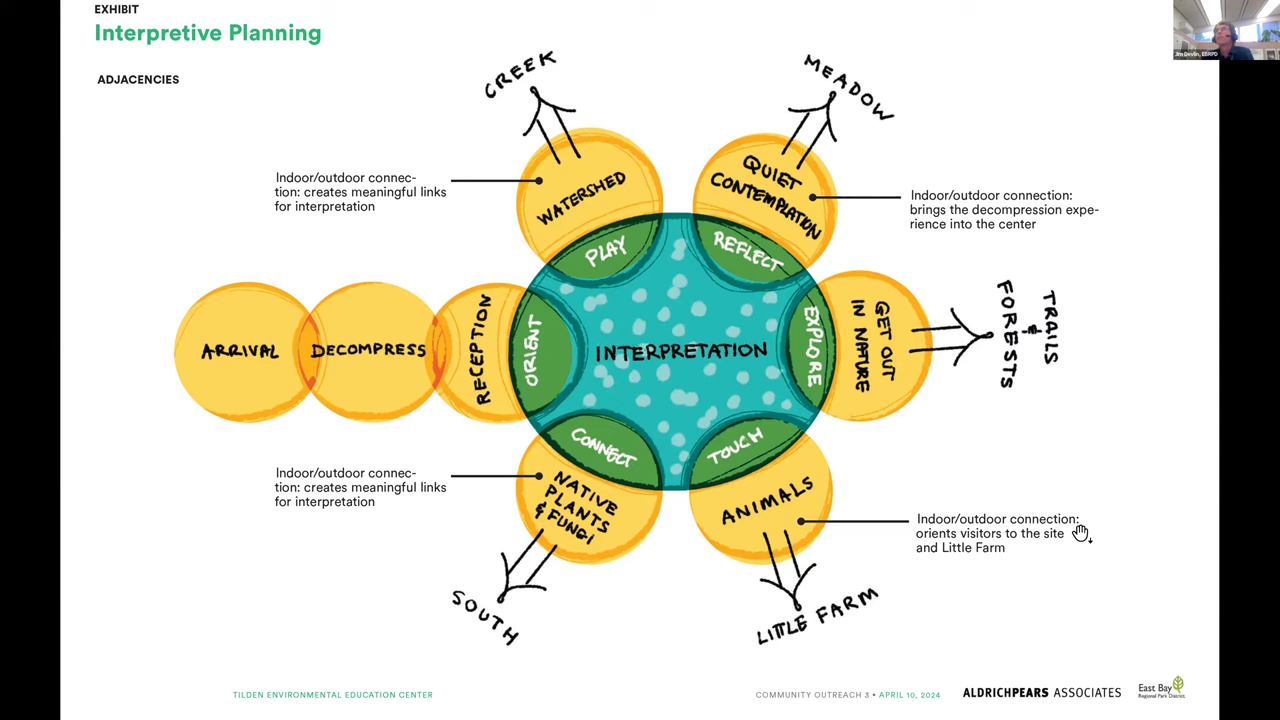 EXHIBIT
Interpretive Planning
ADJACENCIES
Jim Devlin, EBRPD
CREEK
MEADOW
Indoor/outdoor connec-
tion: creates meaningful links
for interpretation
WATERSHED
QUIET
CONTEMPLATION
Indoor/outdoor connection:
brings the decompression expe-
rience into the center
PLAY
REFLECT
ARRIVAL
DECOMPRESS
RECEPTION
ORIENT
INTERPRETATION
EXPLORE
GET OUT
IN NATURE
TRAILS
&
FORESTS
CONNECT
TOUCH
Indoor/outdoor connec-
tion: creates meaningful links
for interpretation
NATIVE
PLANTS
& FUNGI
ANIMALS
Indoor/outdoor connection:
orients visitors to the site
and Little Farm
SOUTH
LITTLE FARM
TILDEN ENVIRONMENTAL EDUCATION CENTER
COMMUNITY OUTREACH 3 • APRIL 10, 2024
ALDRICHPEARS ASSOCIATES
East Bay
Regional Park District